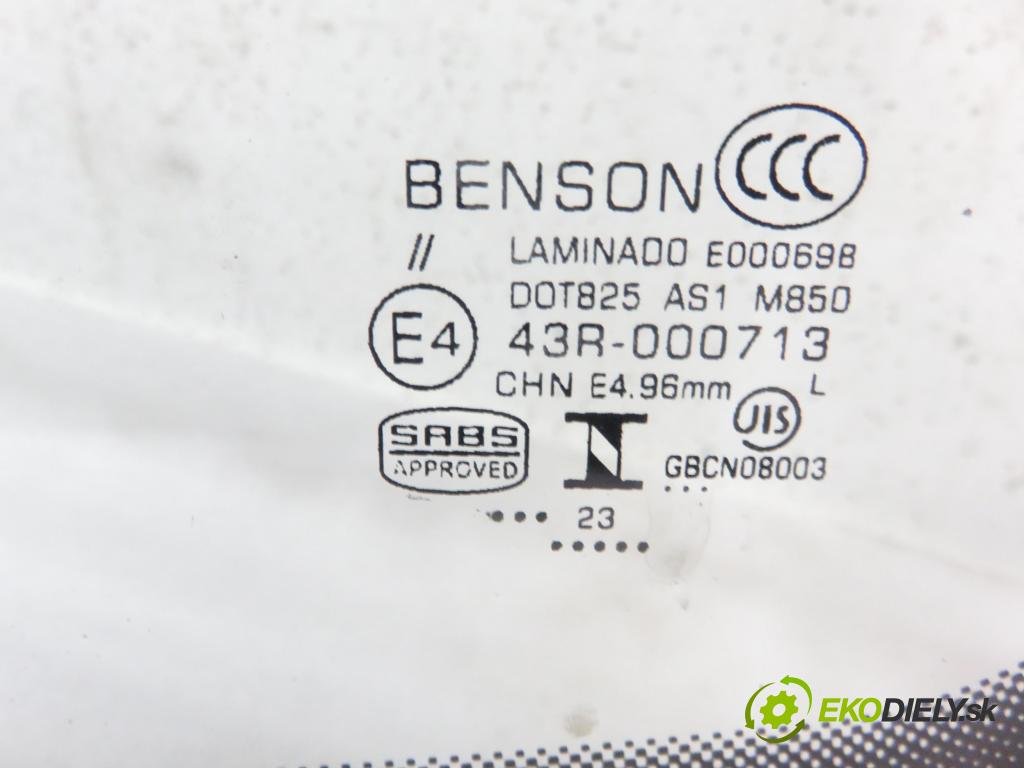 BENSON CCC
// LAMINADO E000698
DOT825 AS1 M850
E4 43R-000713
CHN E4.96mm L
JIS
SABS
APPROVED
N
GBCN08003
... 
••• 23
•••••
EKODIELY.sk